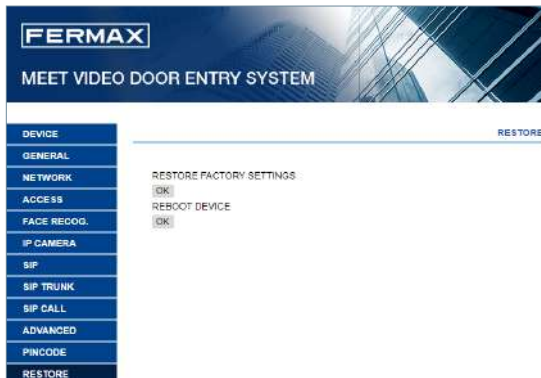 FERMAX
MEET VIDEO DOOR ENTRY SYSTEM
RESTORE
DEVICE
GENERAL
NETWORK
ACCESS
FACE RECOG.
IP CAMERA
SIP
SIP TRUNK
SIP CALL
ADVANCED
PINCODE
RESTORE
RESTORE FACTORY SETTINGS
OK
REBOOT DEVICE
OK